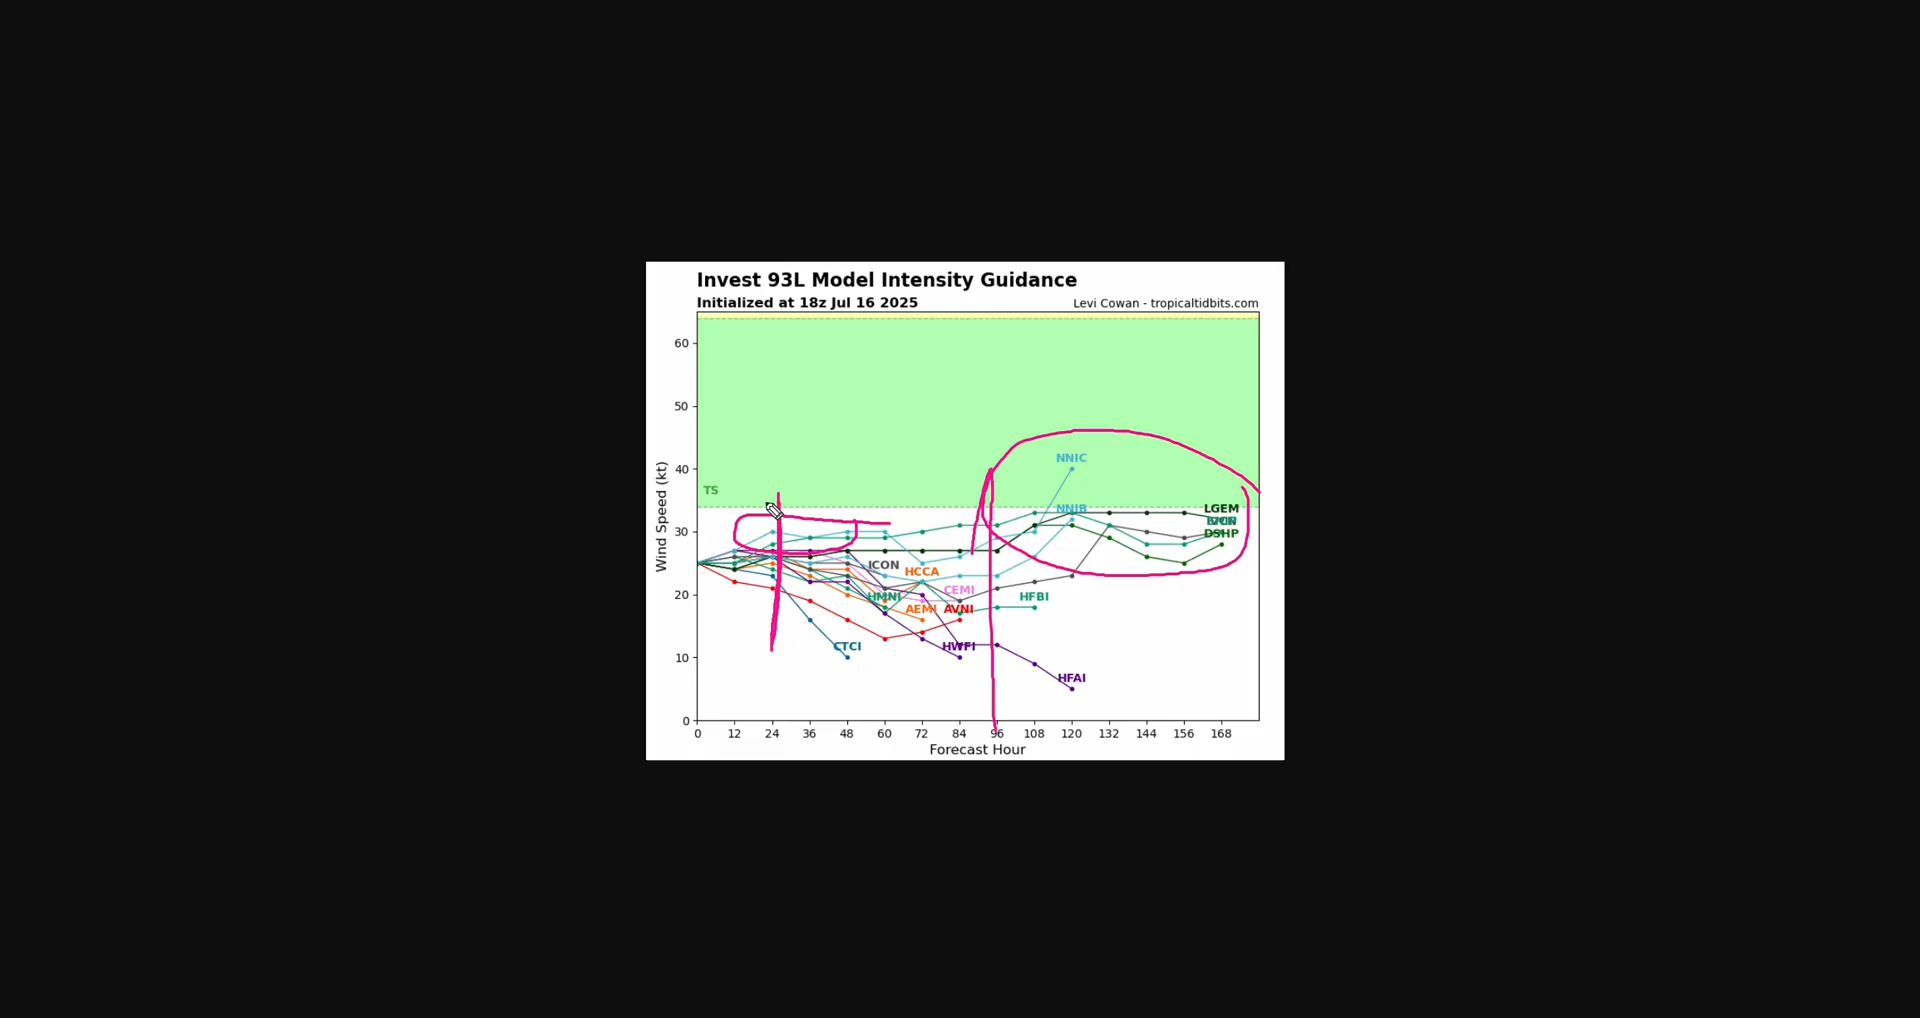 Invest 93L Model Intensity Guidance
Initialized at 18z Jul 16 2025
Levi Cowan - tropicaltidbits.com
60
50
40
30
20
10
0
Wind Speed (kt)
TS
NNIC
NNIB
LGEM
DSHP
ICON
HCCA
CEMI
HMNI
HFBI
AEMI
AVNI
CTCI
HWFI
HFAI
0 12 24 36 48 60 72 84 96 108 120 132 144 156 168
Forecast Hour